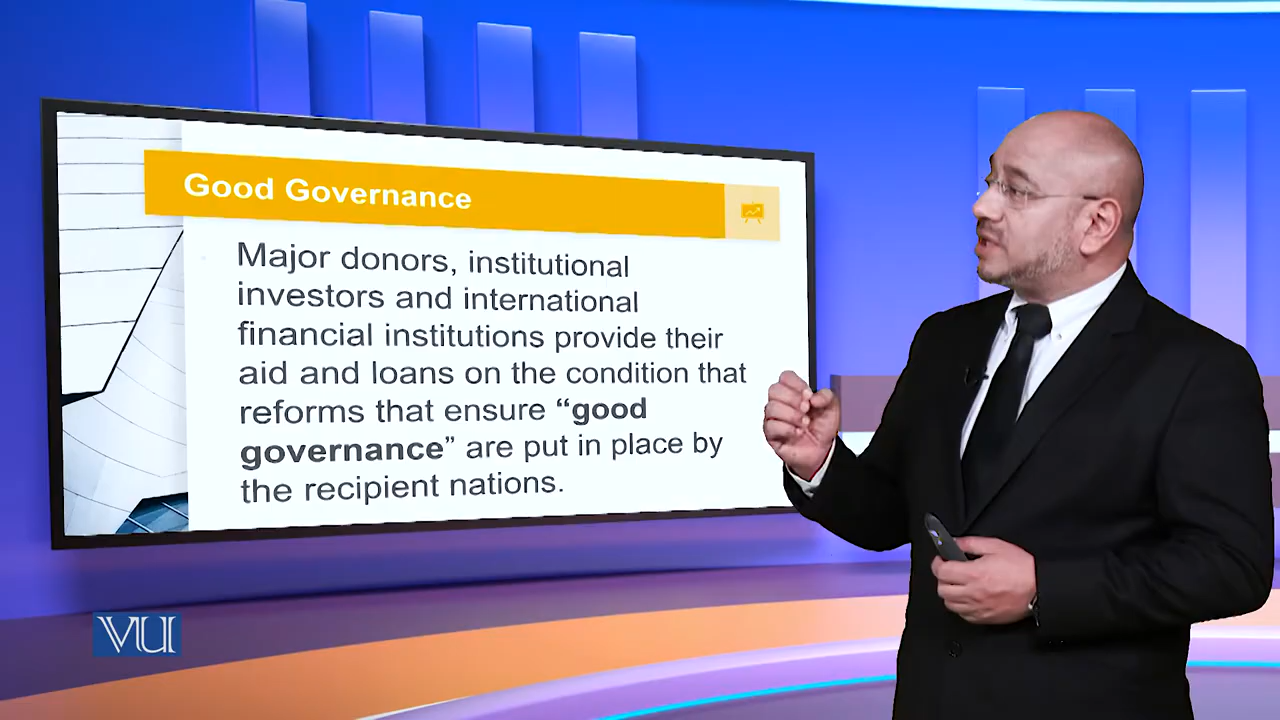 Good Governance
Major donors, institutional
investors and international
financial institutions provide their
aid and loans on the condition that
reforms that ensure “good
governance” are put in place by
the recipient nations.
VU